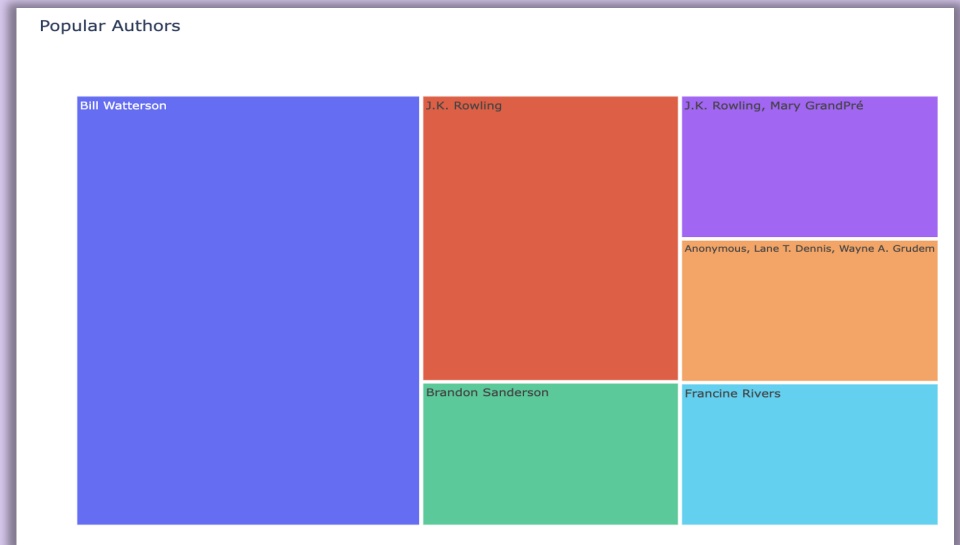 Popular Authors
Bill Watterson
J.K. Rowling
J.K. Rowling, Mary GrandPré
Anonymous, Lane T. Dennis, Wayne A. Grudem
Brandon Sanderson
Francine Rivers